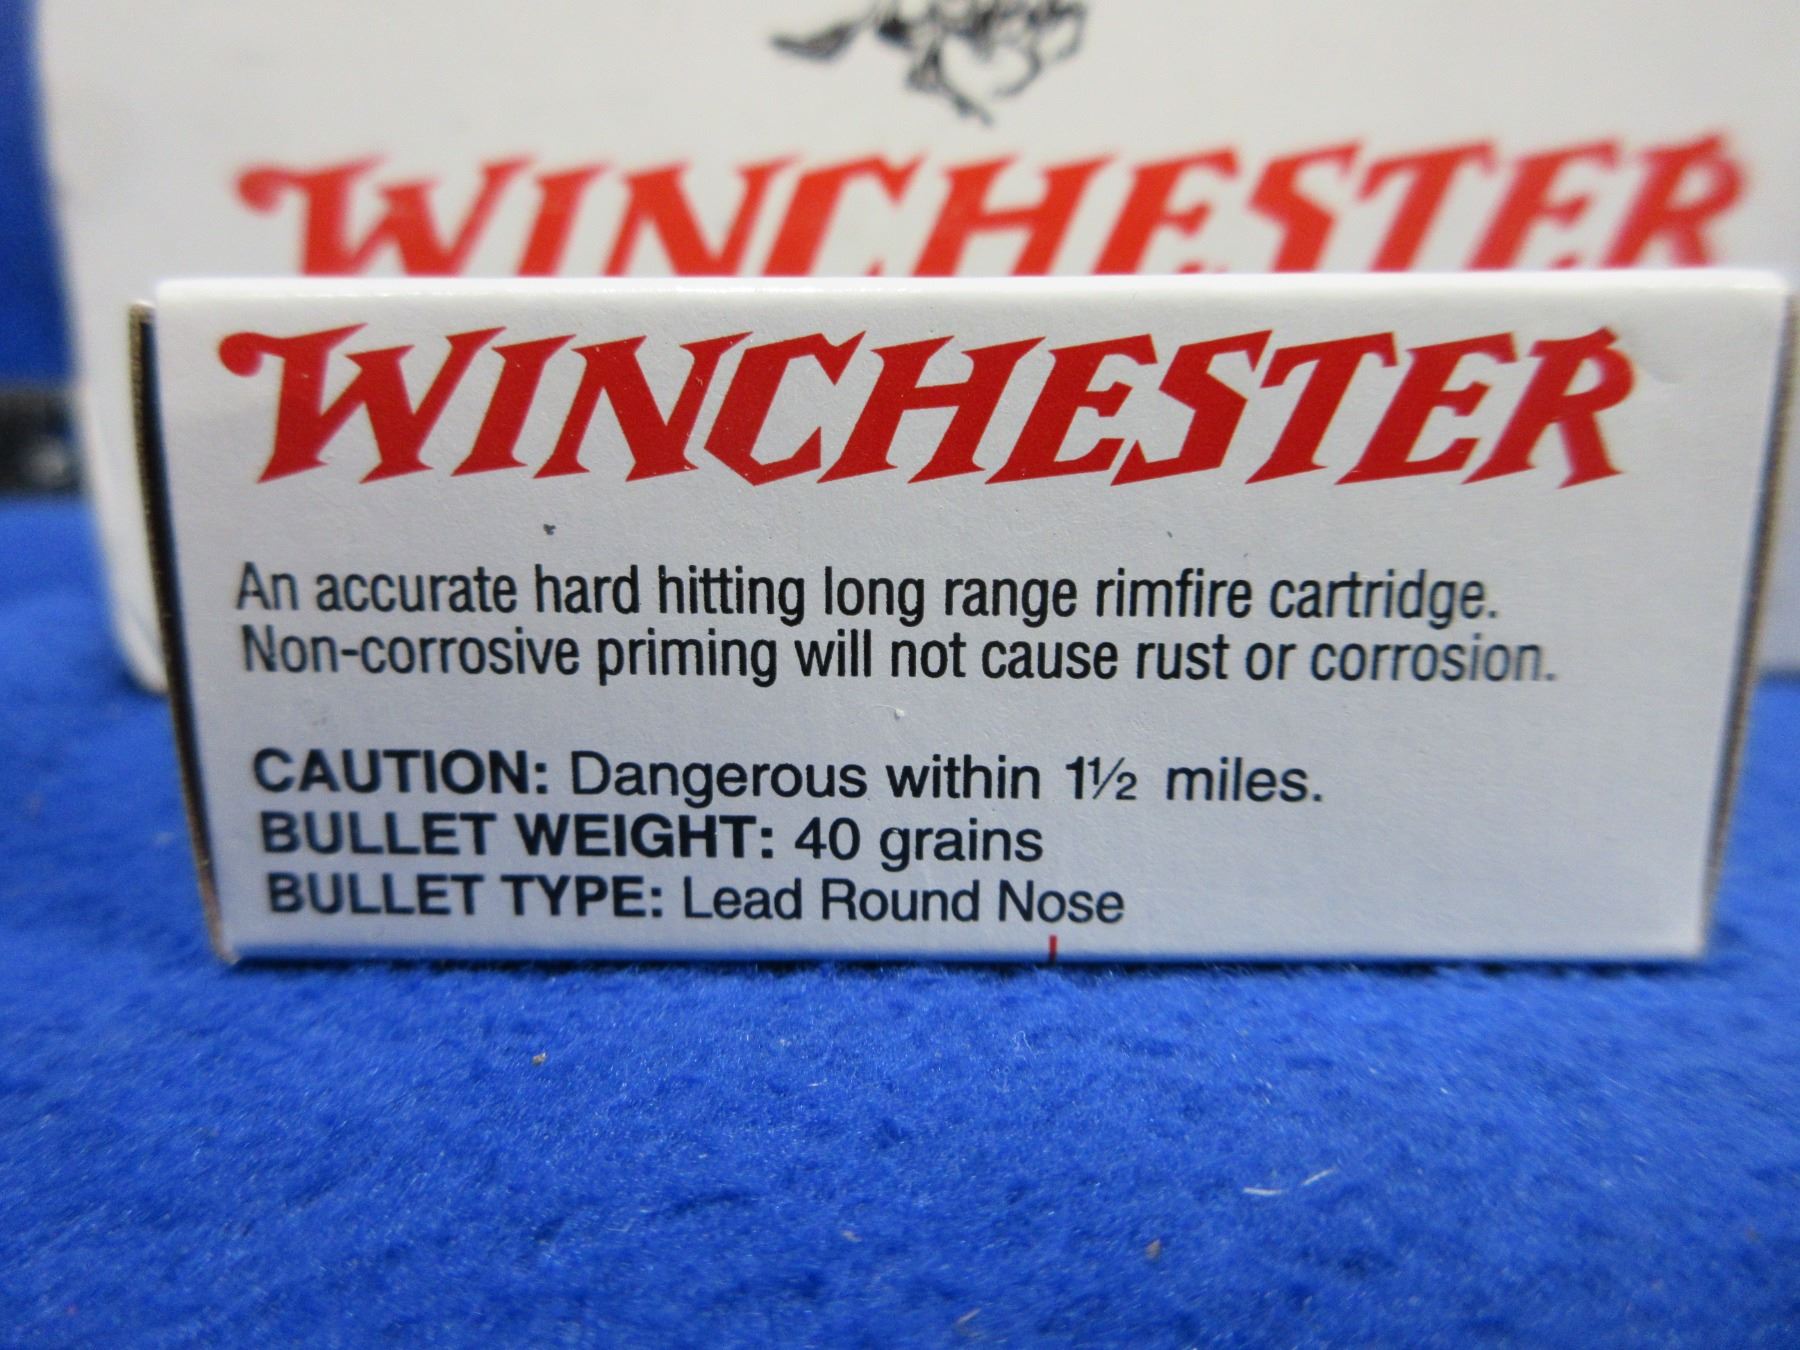 WINCHESTER
WINCHESTER
An accurate hard hitting long range rimfire cartridge.
Non-corrosive priming will not cause rust or corrosion.
CAUTION: Dangerous within 1½ miles.
BULLET WEIGHT: 40 grains
BULLET TYPE: Lead Round Nose